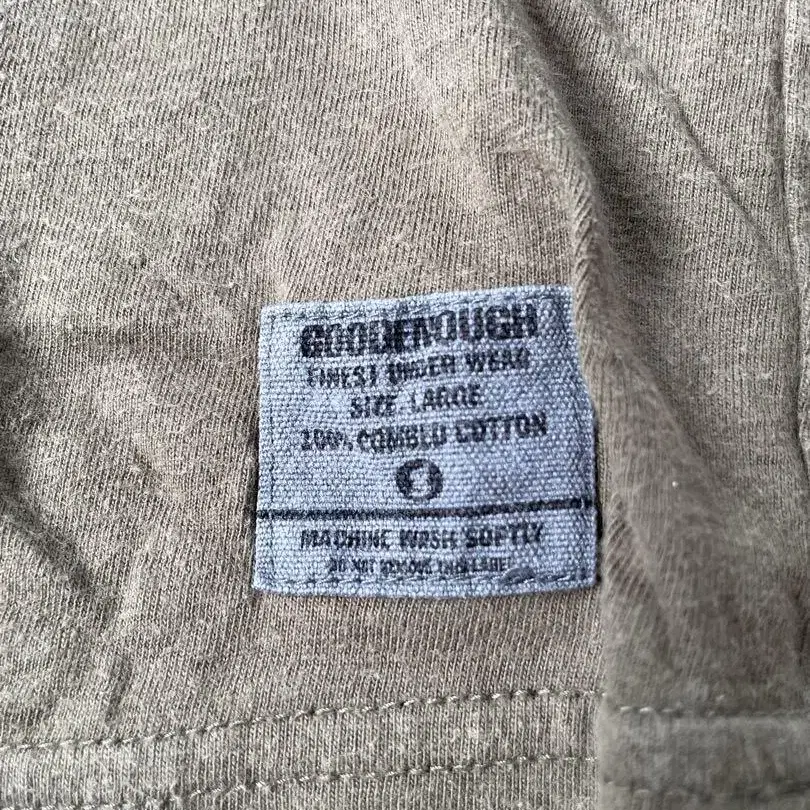 GOODENOUGH
FINEST UNDER WEAR
SIZE LARGE
100% COMBED COTTON
MACHINE WASH SOFTLY
DO NOT REMOVE THIS LABEL